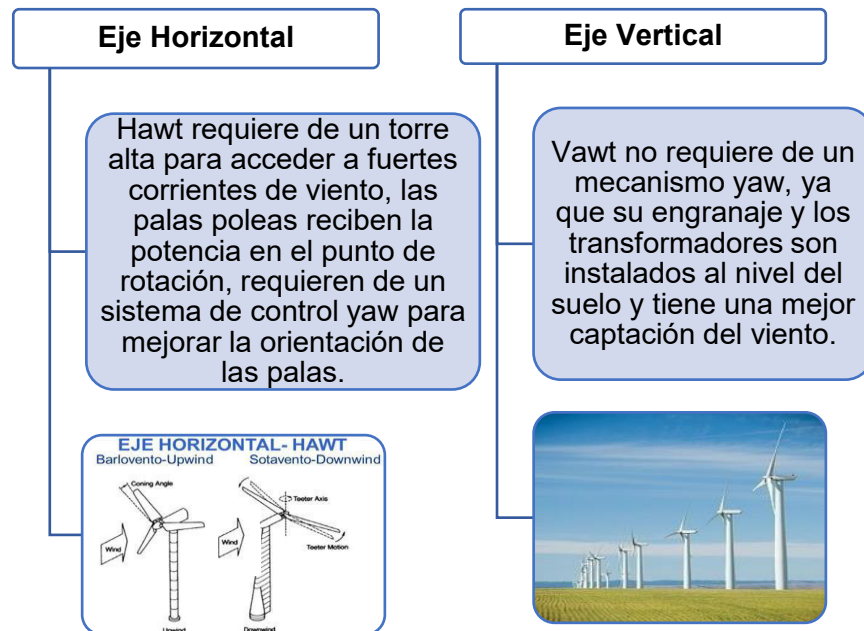 Eje Horizontal
Hawt requiere de un torre
alta para acceder a fuertes
corrientes de viento, las
palas poleas reciben la
potencia en el punto de
rotación, requieren de un
sistema de control yaw para
mejorar la orientación de
las palas.
EJE HORIZONTAL- HAWT
Barlovento-Upwind Sotavento-Downwind
Coning Angle
Teeter Axis
Wind
Wind
Teeter Motion
Upwind
Downwind
Eje Vertical
Vawt no requiere de un
mecanismo yaw, ya
que su engranaje y los
transformadores son
instalados al nivel del
suelo y tiene una mejor
captación del viento.